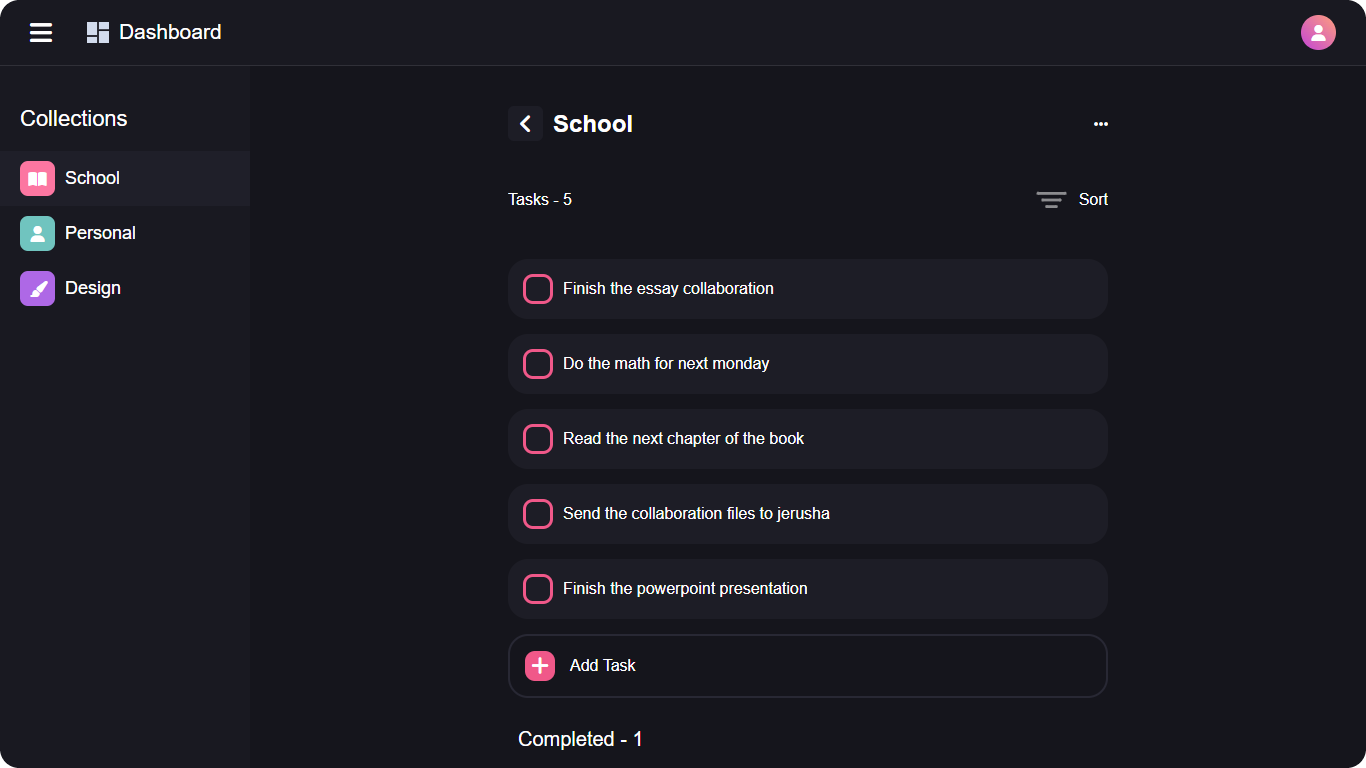 Dashboard
Collections
School
Personal
Design
School
Tasks - 5
Sort
Finish the essay collaboration
Do the math for next monday
Read the next chapter of the book
Send the collaboration files to jerusha
Finish the powerpoint presentation
Add Task
Completed - 1